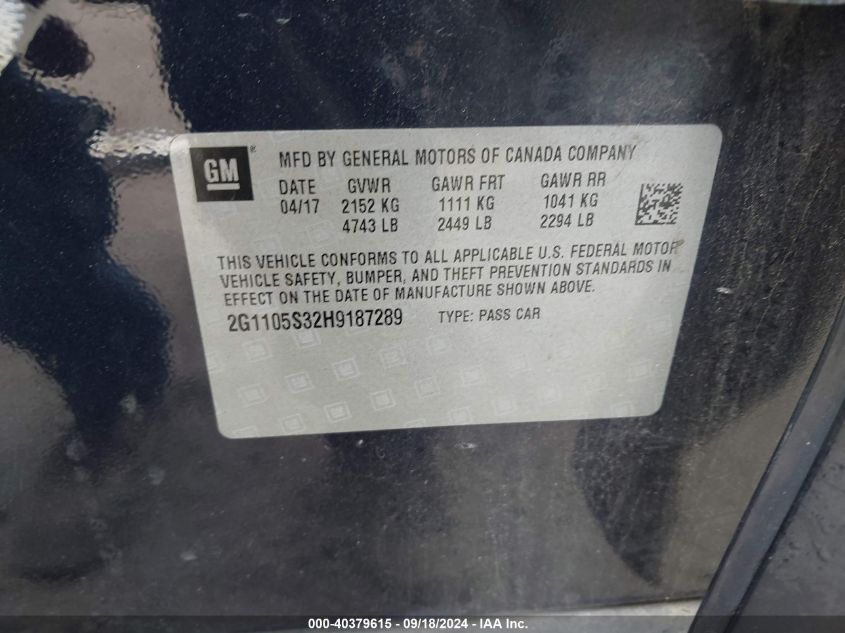 GM ®
MFD BY GENERAL MOTORS OF CANADA COMPANY
DATE GVWR GAWR FRT GAWR RR
04/17 2152 KG 1111 KG 1041 KG
4743 LB 2449 LB 2294 LB
THIS VEHICLE CONFORMS TO ALL APPLICABLE U.S. FEDERAL MOTOR
VEHICLE SAFETY, BUMPER, AND THEFT PREVENTION STANDARDS IN
EFFECT ON THE DATE OF MANUFACTURE SHOWN ABOVE.
2G1105S32H9187289 TYPE: PASS CAR
000-40379615 - 09/18/2024 - IAA Inc.